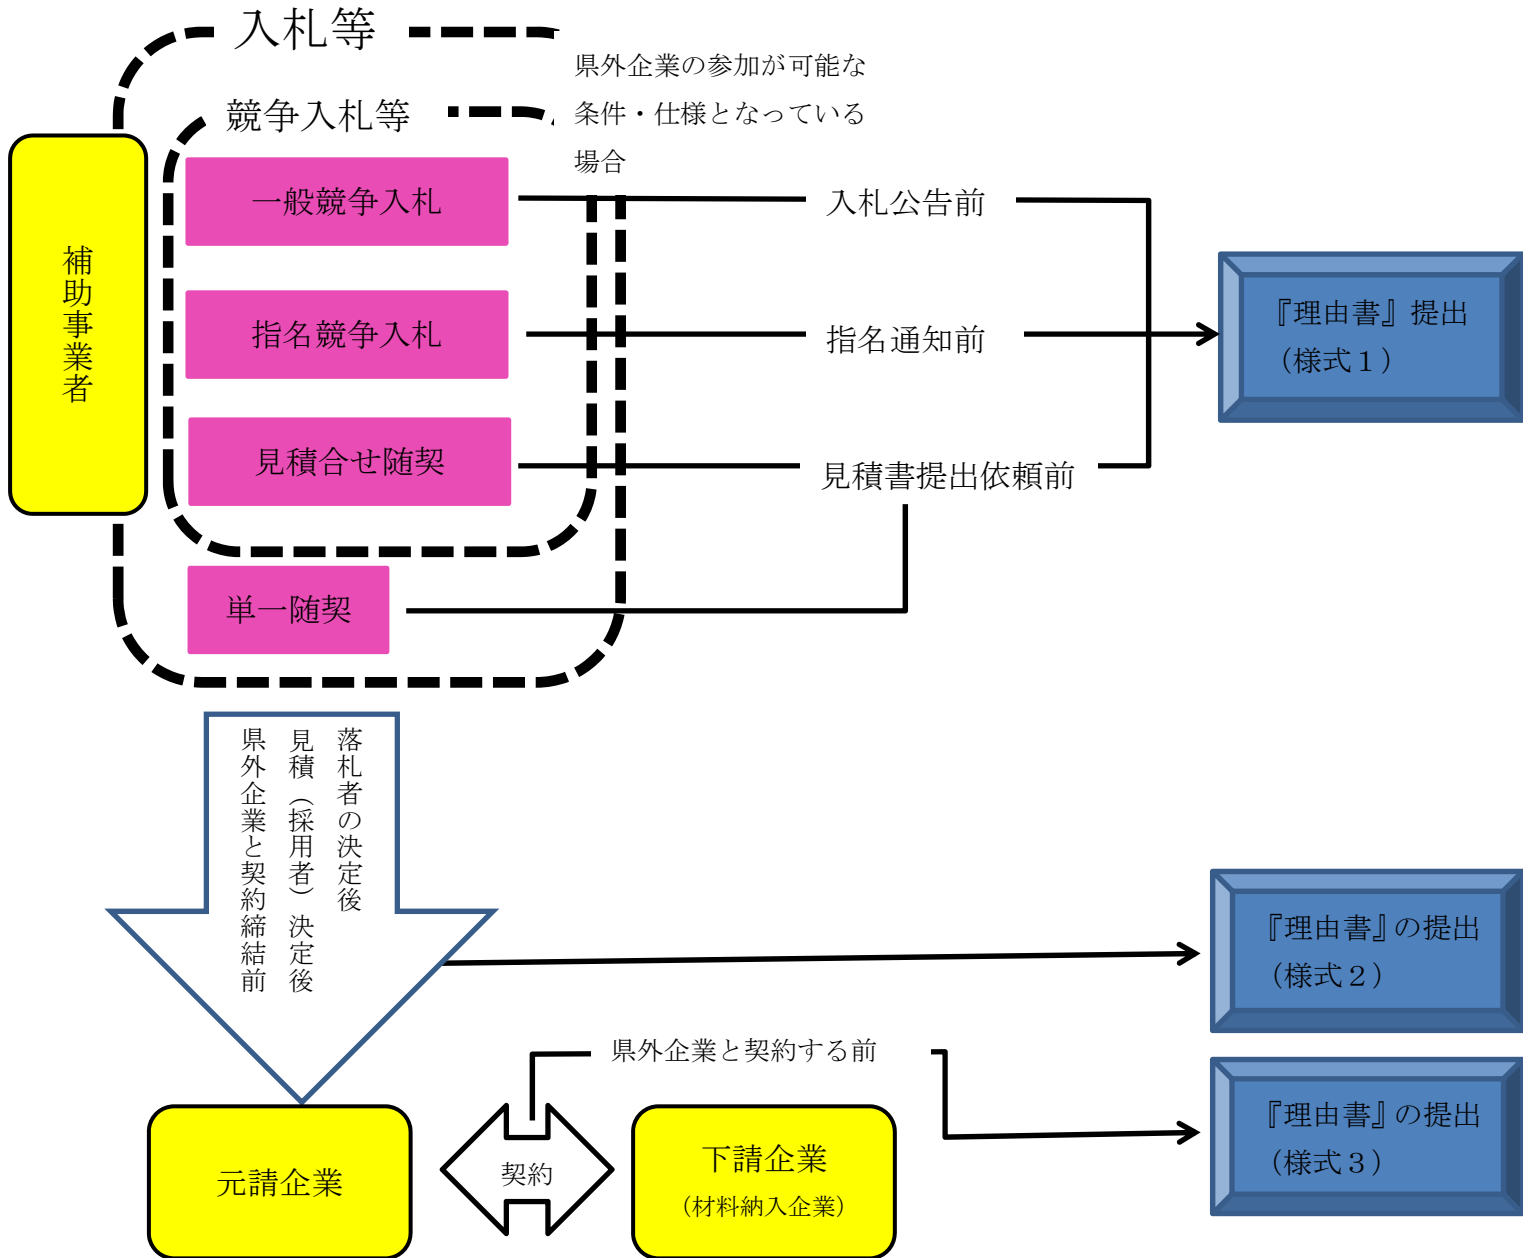 入札等
県外企業の参加が可能な
条件・仕様となっている
場合
競争入札等
補助事業者
一般競争入札
入札公告前
指名競争入札
指名通知前
『理由書』提出
（様式１）
見積合せ随契
見積書提出依頼前
単一随契
落札者の決定後
見積（採用者）決定後
県外企業と契約締結前
『理由書』の提出
（様式２）
県外企業と契約する前
『理由書』の提出
（様式３）
元請企業
契約
下請企業
（材料納入企業）